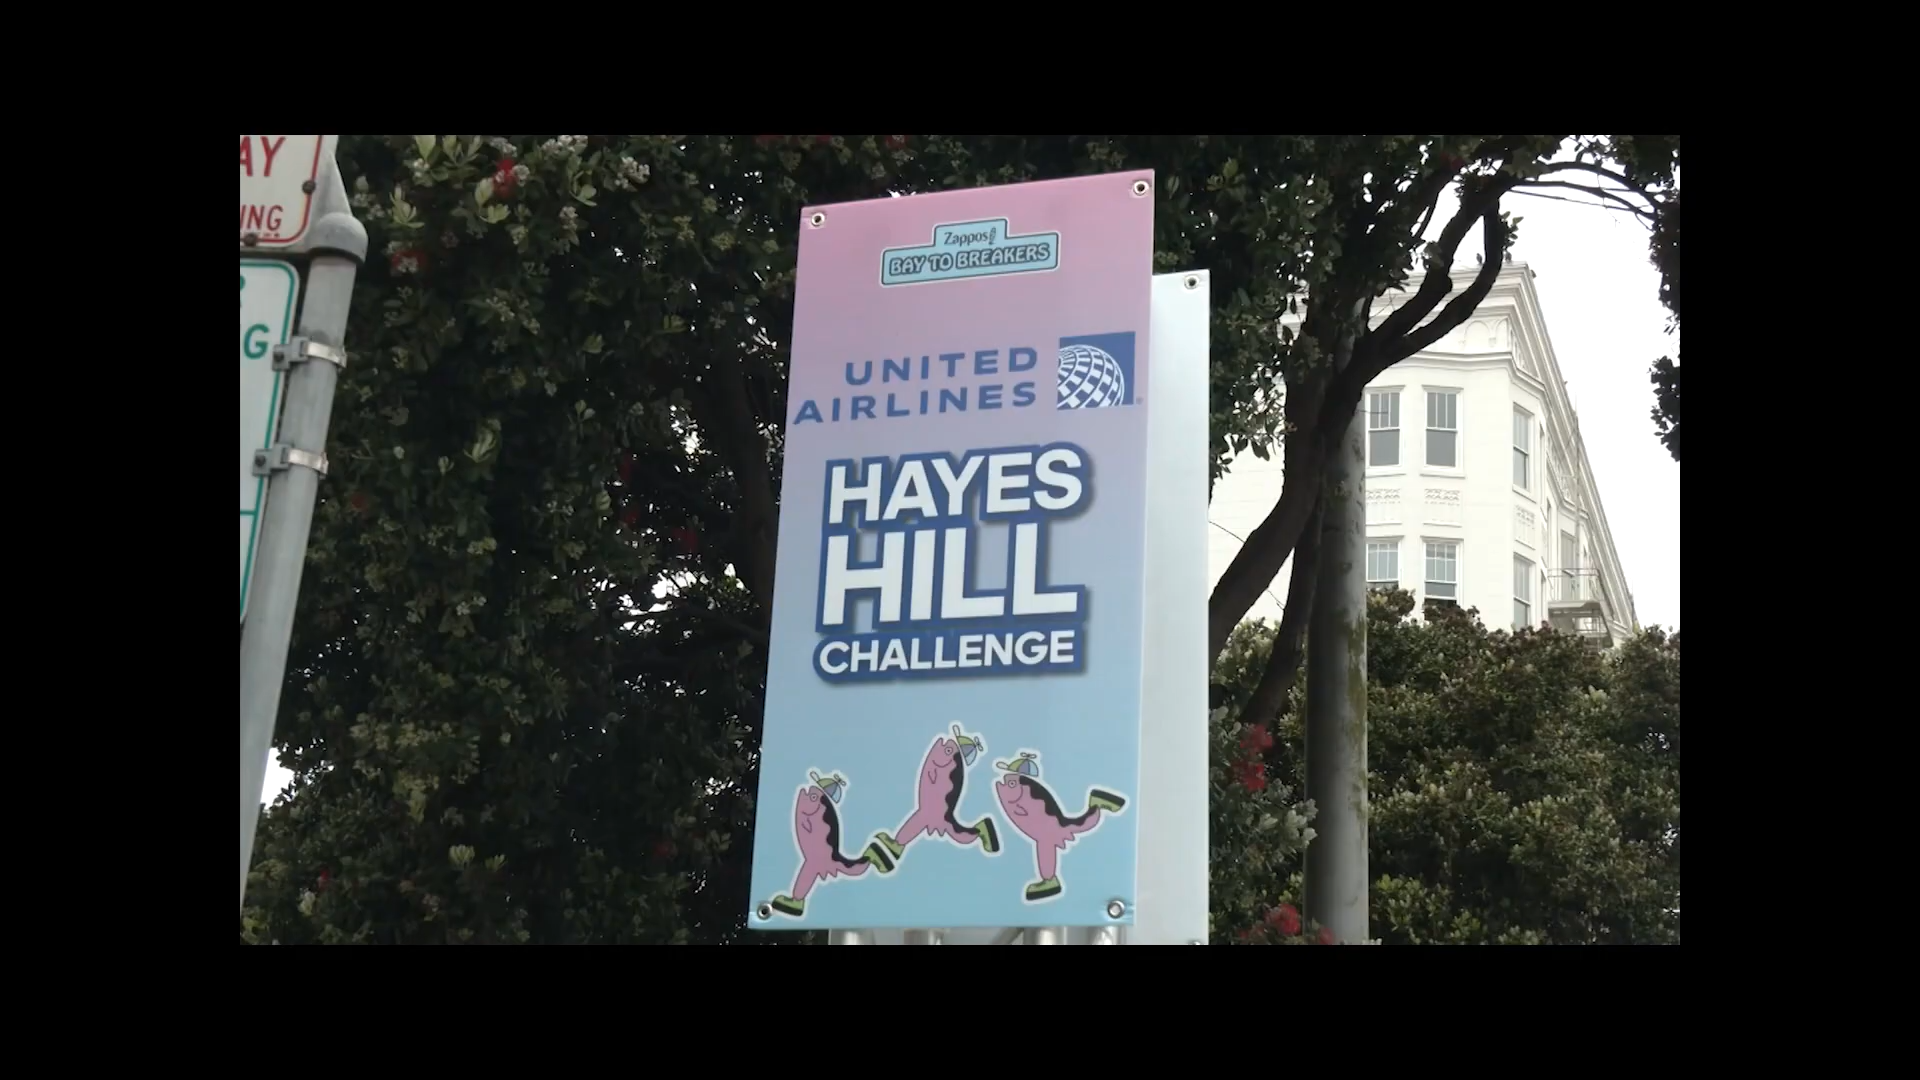 Zappos
BAY TO BREAKERS
UNITED
AIRLINES
HAYES
HILL
CHALLENGE